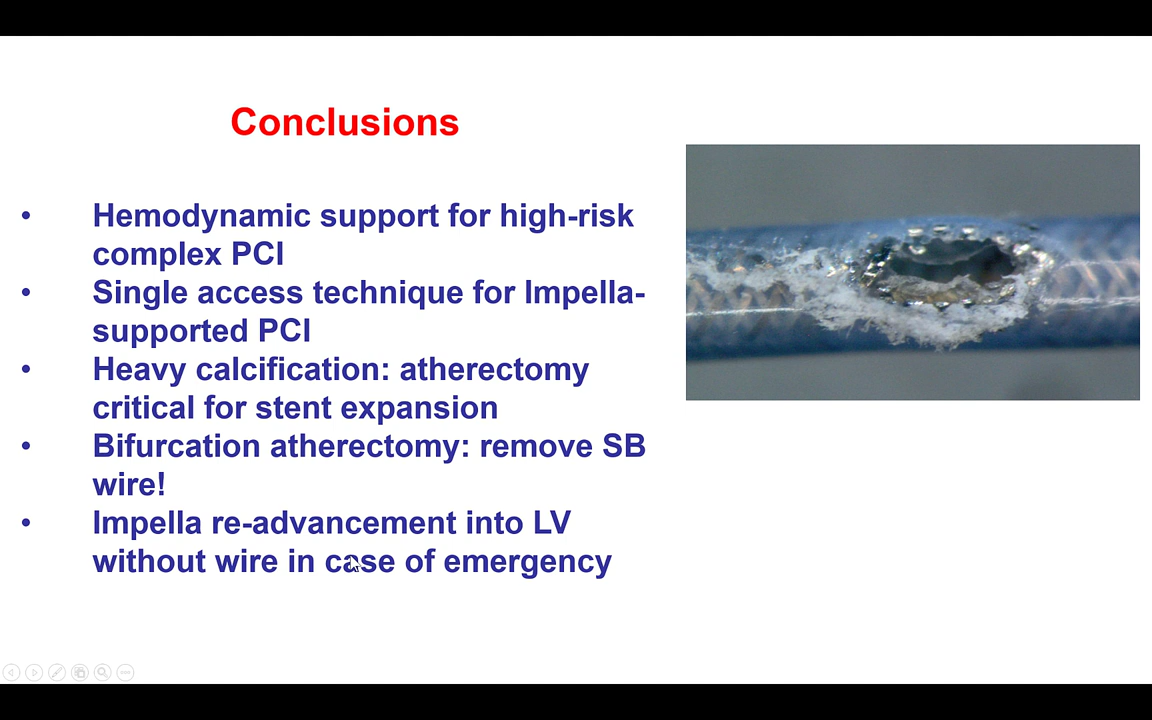 Conclusions
• Hemodynamic support for high-risk
complex PCI
• Single access technique for Impella-
supported PCI
• Heavy calcification: atherectomy
critical for stent expansion
• Bifurcation atherectomy: remove SB
wire!
• Impella re-advancement into LV
without wire in case of emergency